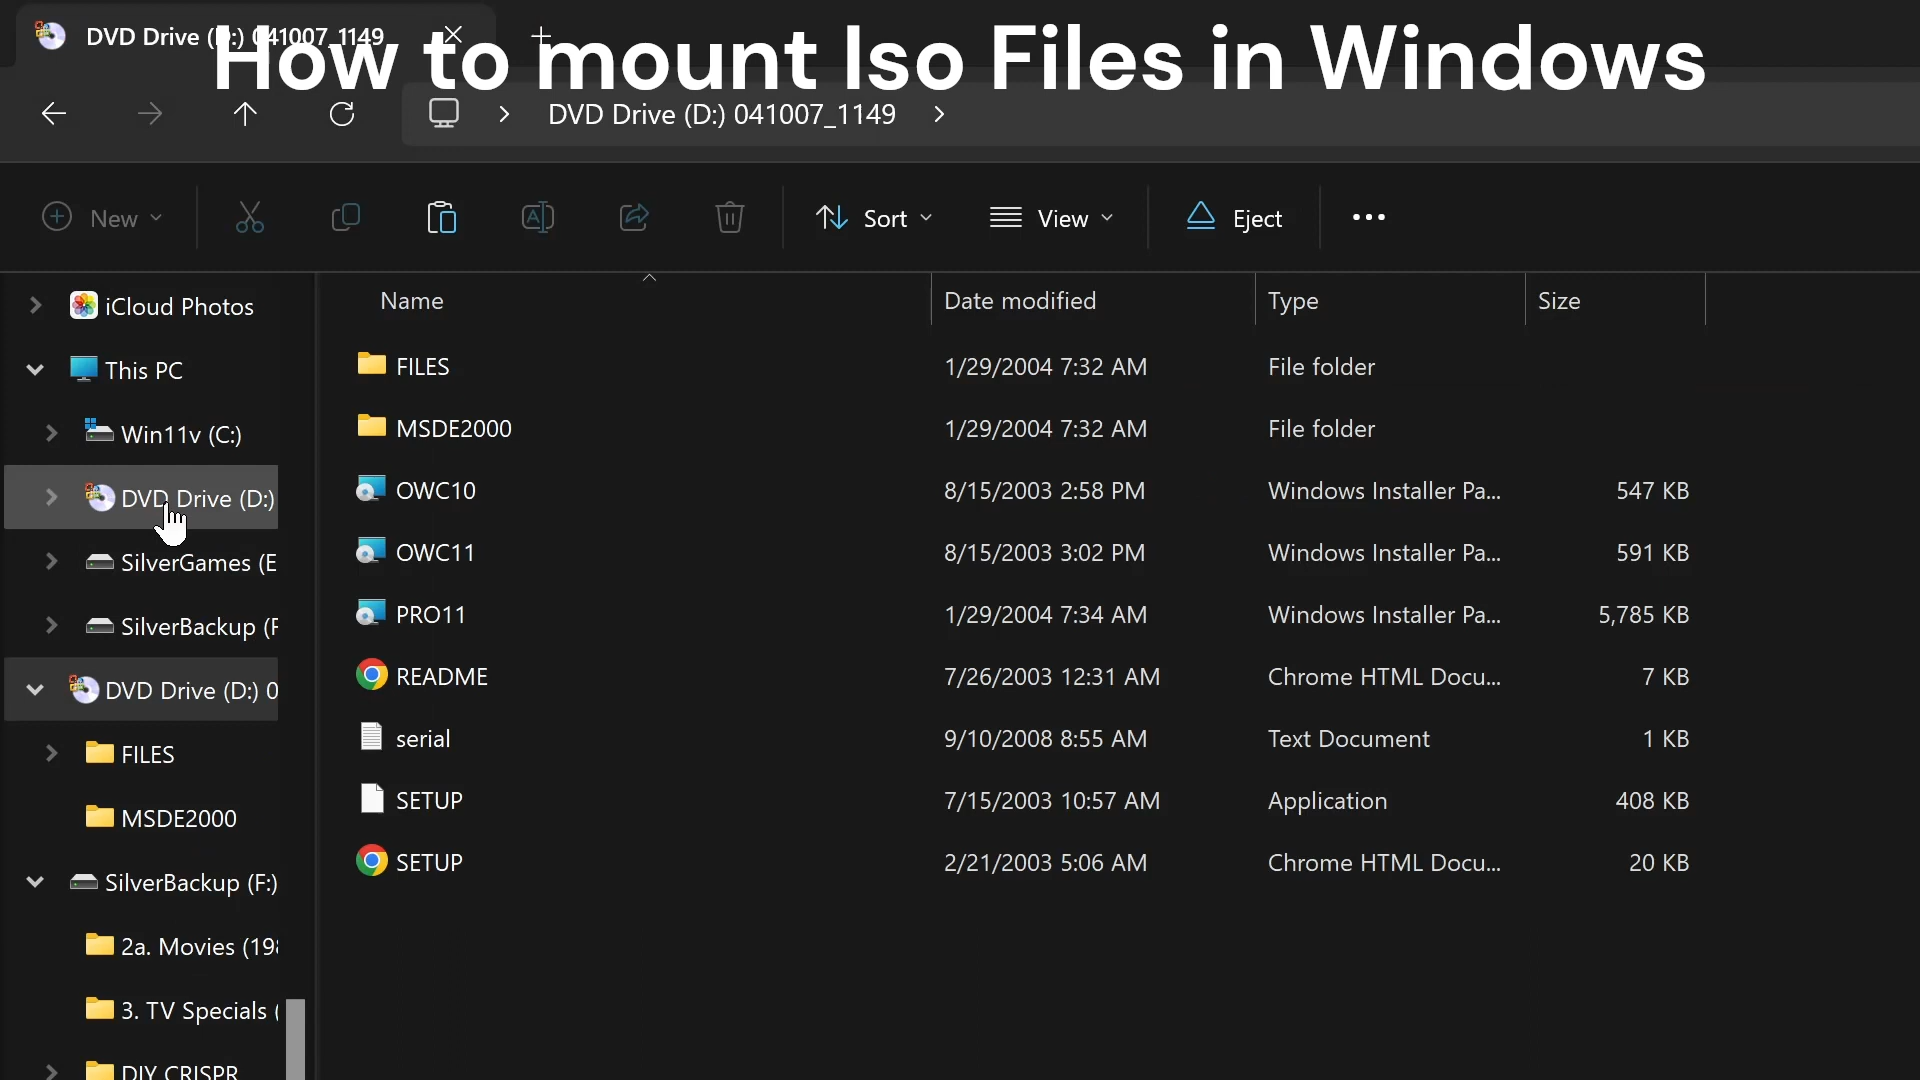 DVD Drive (D:) 041007_1149
How to mount Iso Files in Windows
DVD Drive (D:) 041007_1149
New
Sort
View
Eject
Name Date modified Type Size
iCloud Photos
This PC
Win11v (C:)
DVD Drive (D:)
SilverGames (E
SilverBackup (F
DVD Drive (D:) 0
FILES
MSDE2000
SilverBackup (F:)
2a. Movies (198
3. TV Specials (
DIY CRISPR
FILES 1/29/2004 7:32 AM File folder
MSDE2000 1/29/2004 7:32 AM File folder
OWC10 8/15/2003 2:58 PM Windows Installer Pa... 547 KB
OWC11 8/15/2003 3:02 PM Windows Installer Pa... 591 KB
PRO11 1/29/2004 7:34 AM Windows Installer Pa... 5,785 KB
README 7/26/2003 12:31 AM Chrome HTML Docu... 7 KB
serial 9/10/2008 8:55 AM Text Document 1 KB
SETUP 7/15/2003 10:57 AM Application 408 KB
SETUP 2/21/2003 5:06 AM Chrome HTML Docu... 20 KB